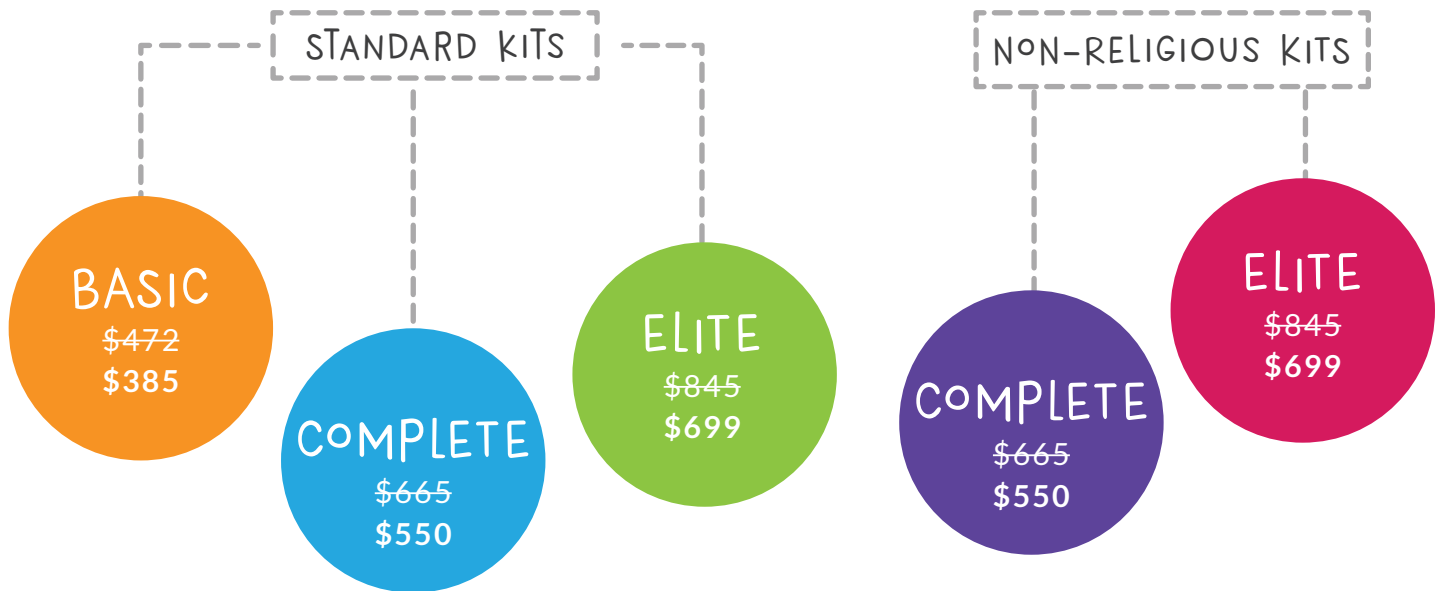 STANDARD KITS
BASIC
$472
$385
COMPLETE
$665
$550
ELITE
$845
$699
NON-RELIGIOUS KITS
COMPLETE
$665
$550
ELITE
$845
$699